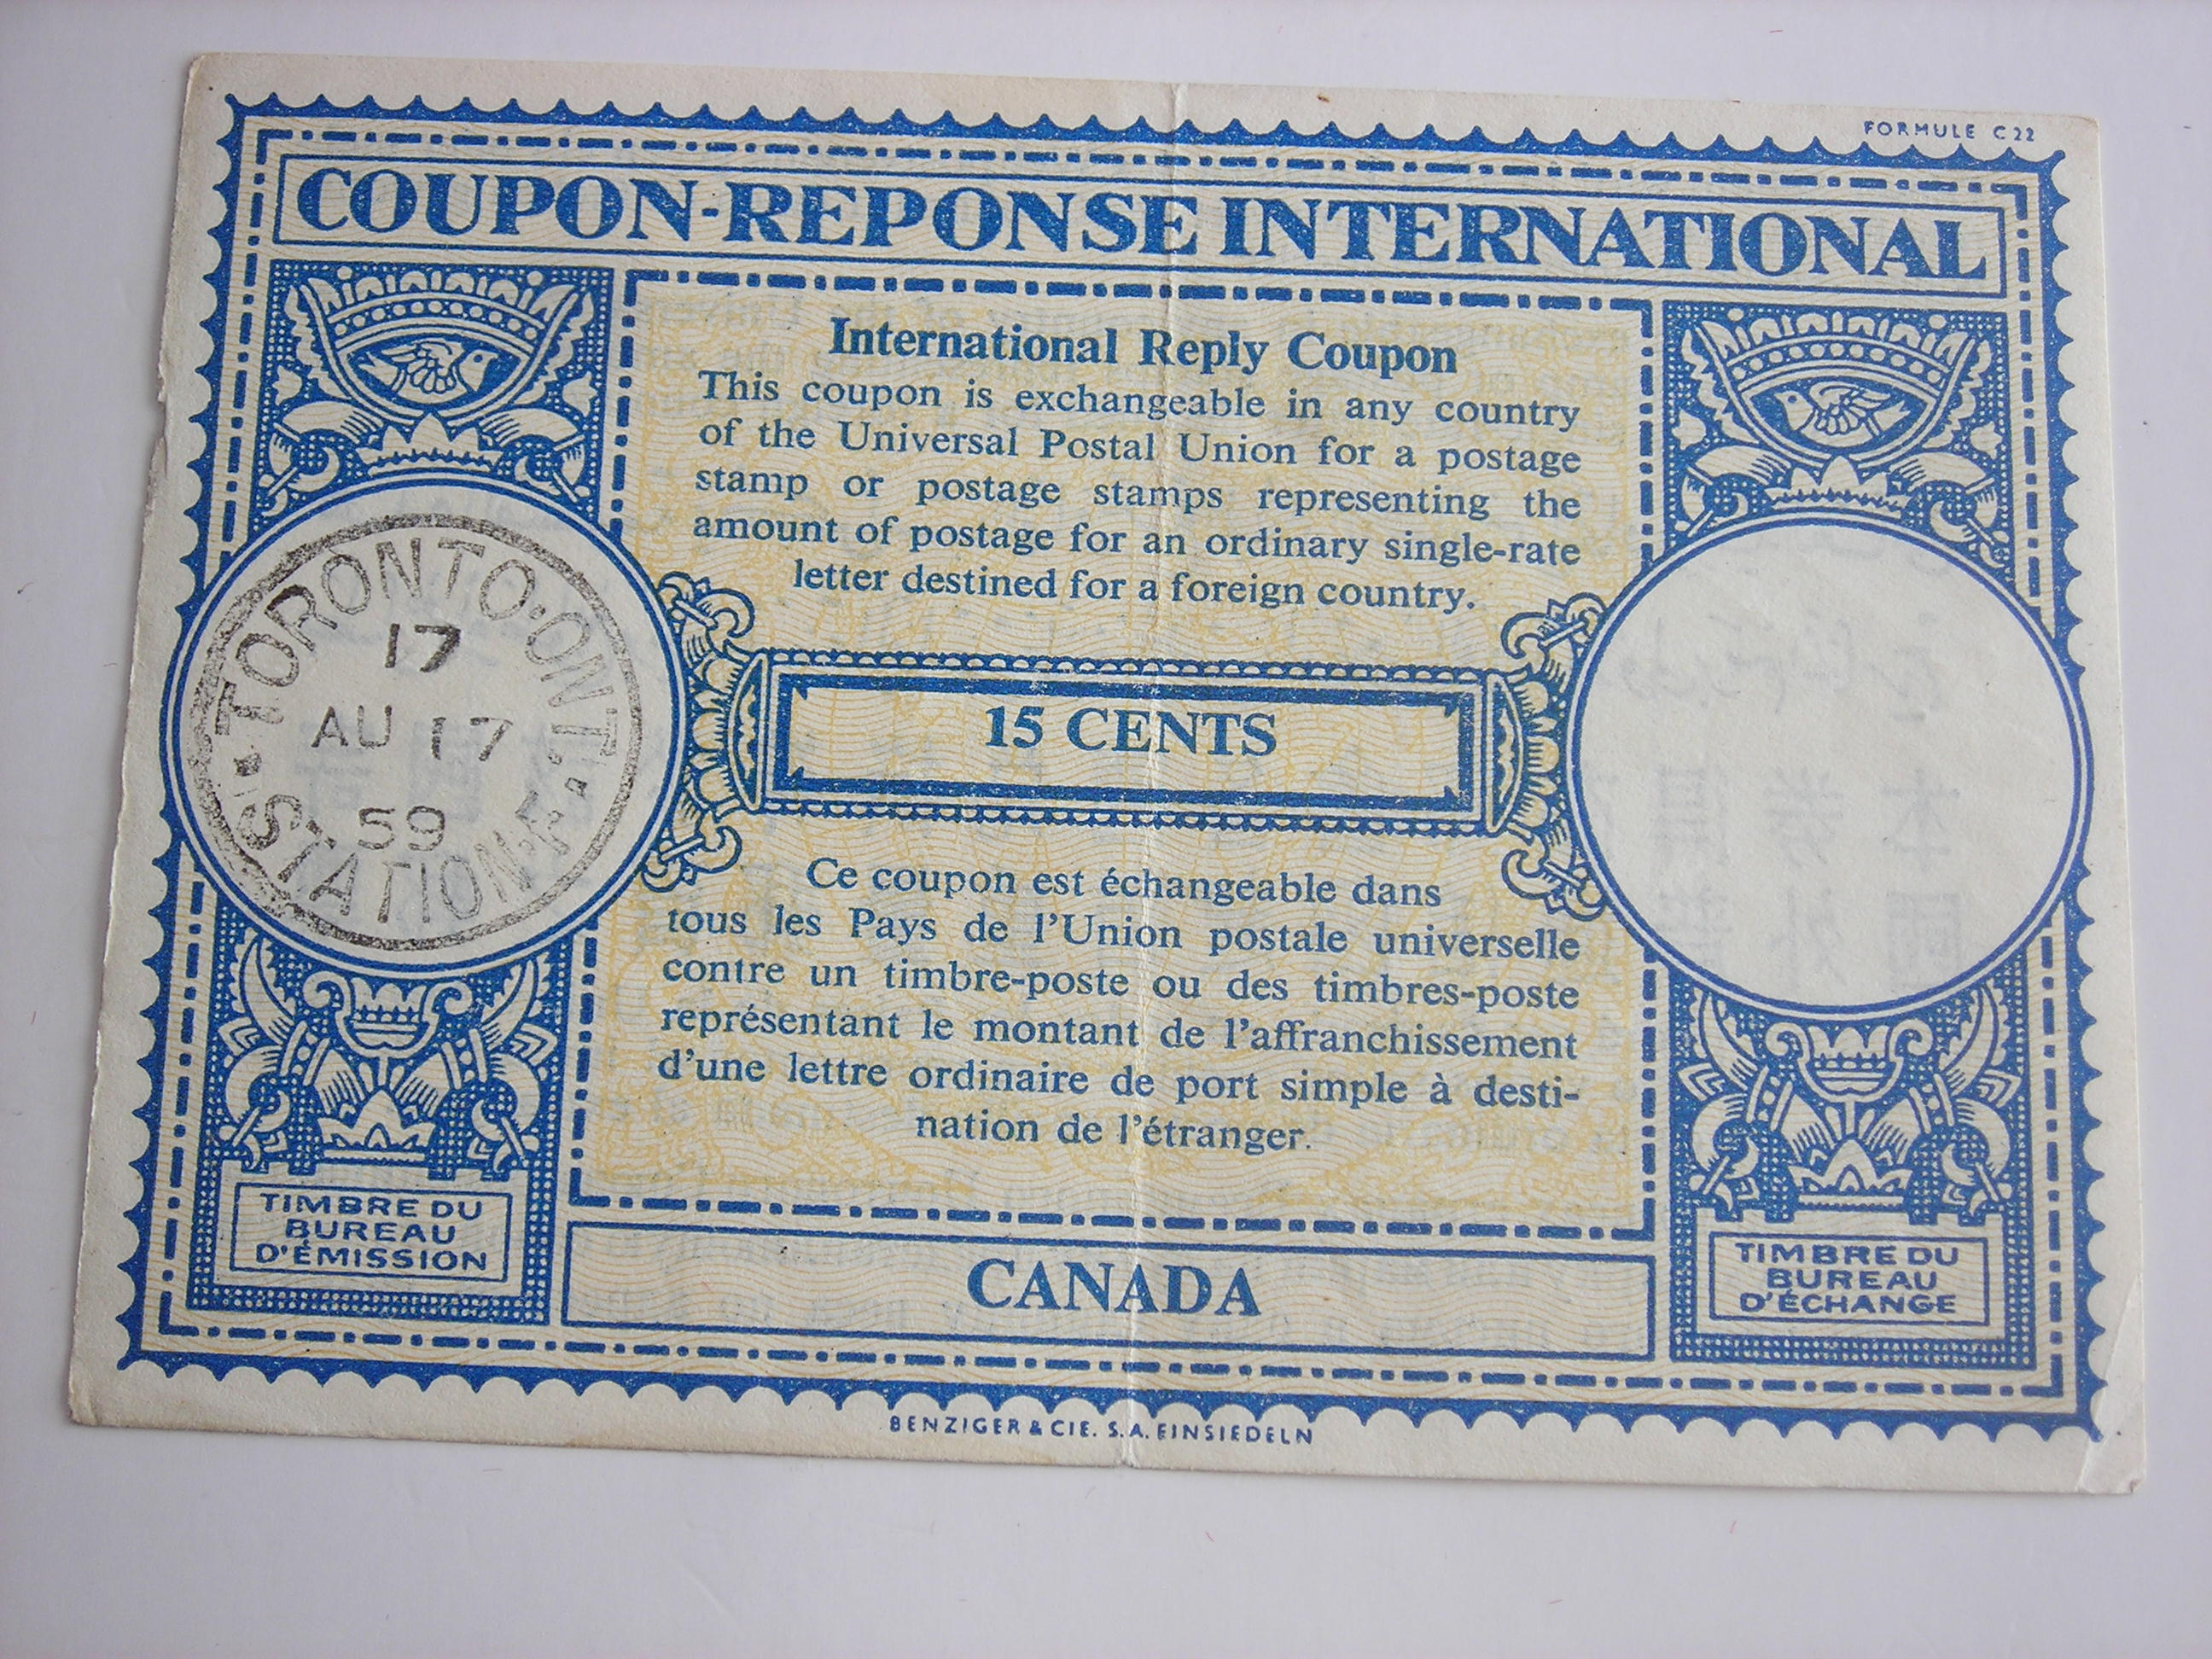 FORMULE C 22
COUPON-REPONSE INTERNATIONAL
International Reply Coupon
This coupon is exchangeable in any country
of the Universal Postal Union for a postage
stamp or postage stamps representing the
amount of postage for an ordinary single-rate
letter destined for a foreign country.
TORONTO·ONT.
17
AU 17
59
STATION
15 CENTS
Ce coupon est échangeable dans
tous les Pays de l'Union postale universelle
contre un timbre-poste ou des timbres-poste
représentant le montant de l'affranchissement
d'une lettre ordinaire de port simple à desti-
nation de l'étranger.
TIMBRE DU
BUREAU
D'ÉMISSION
CANADA
TIMBRE DU
BUREAU
D'ÉCHANGE
BENZIGER & CIE. S.A. EINSIEDELN